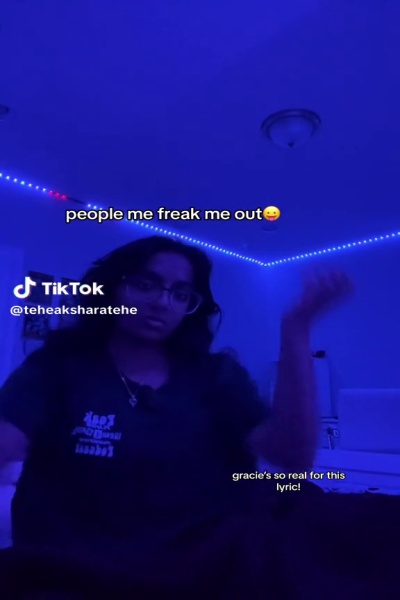 people me freak me out😛
TikTok
@teheaksharatehe
gracie's so real for this
lyric!